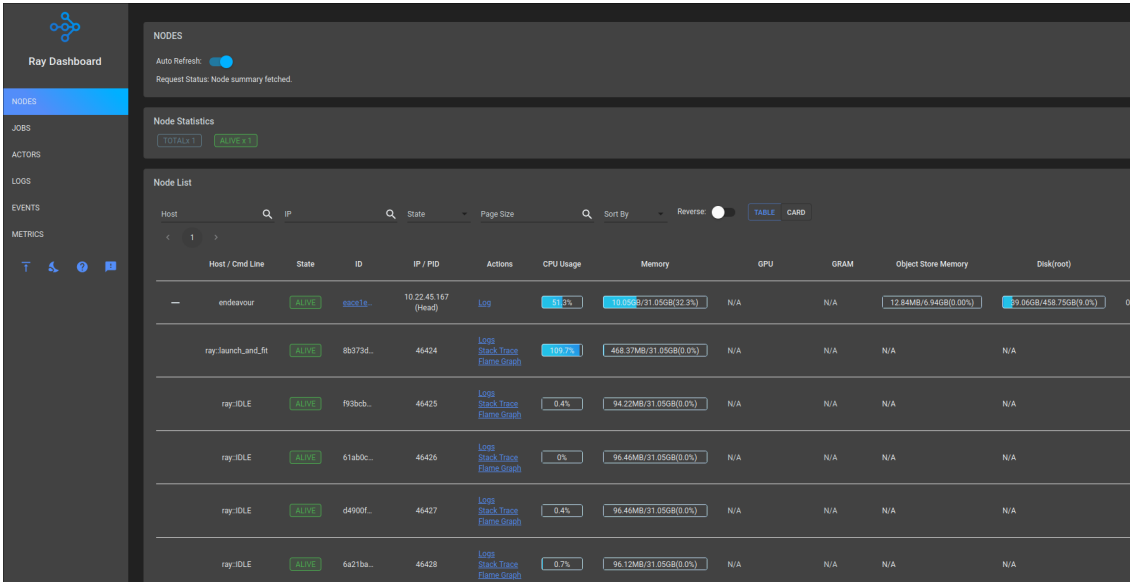 Ray Dashboard
NODES
JOBS
ACTORS
LOGS
EVENTS
METRICS
NODES
Auto Refresh:
Request Status: Node summary fetched.
Node Statistics
TOTALx 1 ALIVE x 1
Node List
Host IP State Page Size Sort By Reverse: TABLE CARD
< 1 >
Host / Cmd Line State ID IP / PID Actions CPU Usage Memory GPU GRAM Object Store Memory Disk(root)
endeavour ALIVE eace1e... 10.22.45.167 (Head) Log 51.3% 10.05GB/31.05GB(32.3%) N/A N/A 12.84MB/6.94GB(0.00%) 39.06GB/458.75GB(9.0%) 0
ray::launch_and_fit ALIVE 8b373d... 46424 Logs Stack Trace Flame Graph 109.7% 468.37MB/31.05GB(0.0%) N/A N/A N/A N/A
ray::IDLE ALIVE f93bcb... 46425 Logs Stack Trace Flame Graph 0.4% 94.22MB/31.05GB(0.0%) N/A N/A N/A N/A
ray::IDLE ALIVE 61ab0c... 46426 Logs Stack Trace Flame Graph 0% 96.46MB/31.05GB(0.0%) N/A N/A N/A N/A
ray::IDLE ALIVE d4900f... 46427 Logs Stack Trace Flame Graph 0.4% 96.46MB/31.05GB(0.0%) N/A N/A N/A N/A
ray::IDLE ALIVE 6a21ba... 46428 Logs Stack Trace Flame Graph 0.7% 96.12MB/31.05GB(0.0%) N/A N/A N/A N/A